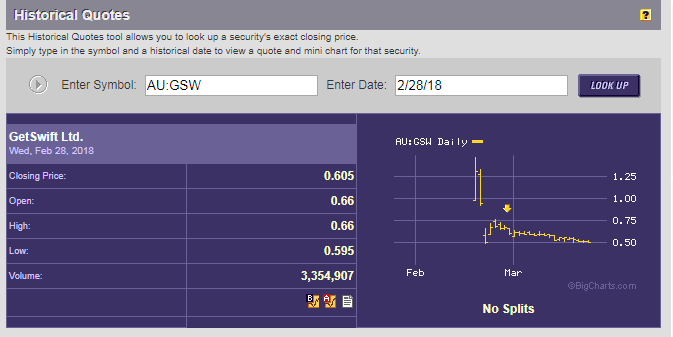 Historical Quotes
?
This Historical Quotes tool allows you to look up a security's exact closing price.
Simply type in the symbol and a historical date to view a quote and mini chart for that security.
Enter Symbol: AU:GSW Enter Date: 2/28/18 LOOK UP
GetSwift Ltd.
Wed, Feb 28, 2018
Closing Price: 0.605
Open: 0.66
High: 0.66
Low: 0.595
Volume: 3,354,907
B A
AU:GSW Daily
1.25
1.00
0.75
0.50
Feb Mar
©BigCharts.com
No Splits